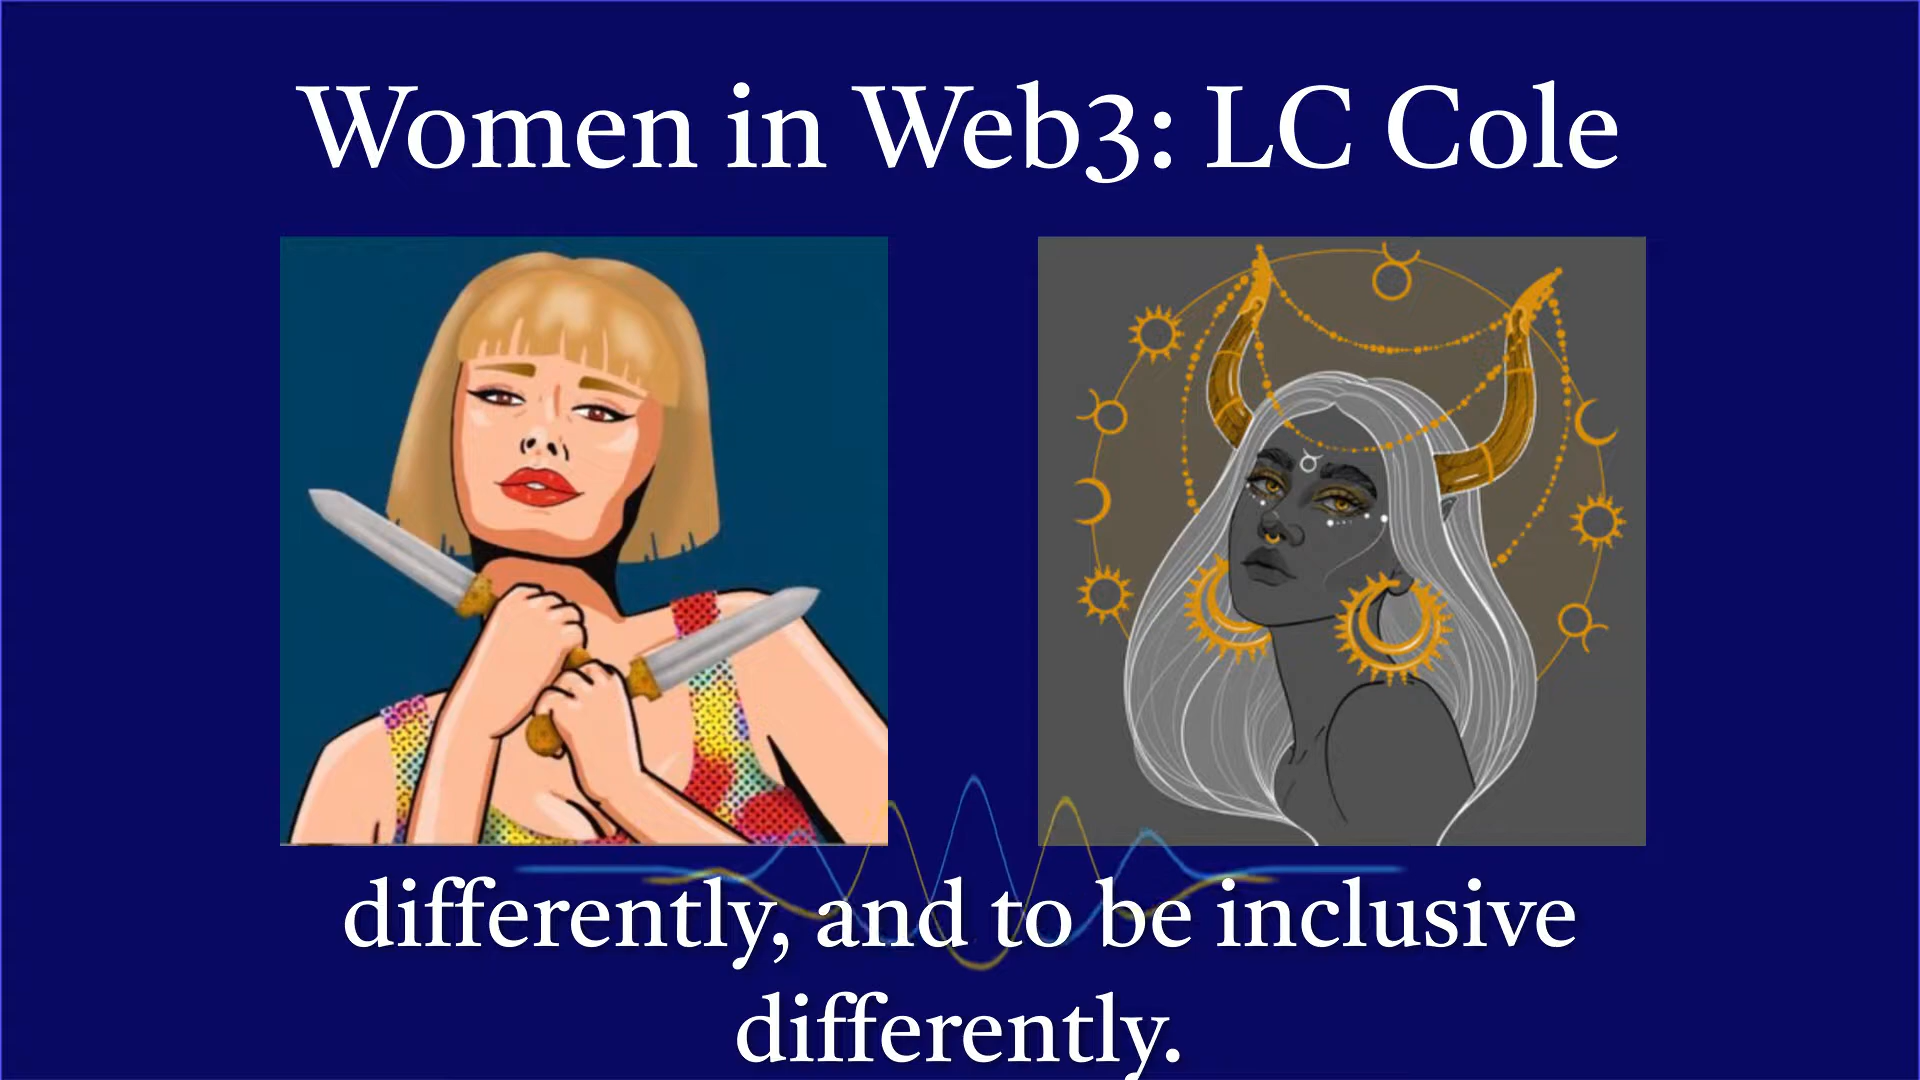 Women in Web3: LC Cole
differently, and to be inclusive
differently.